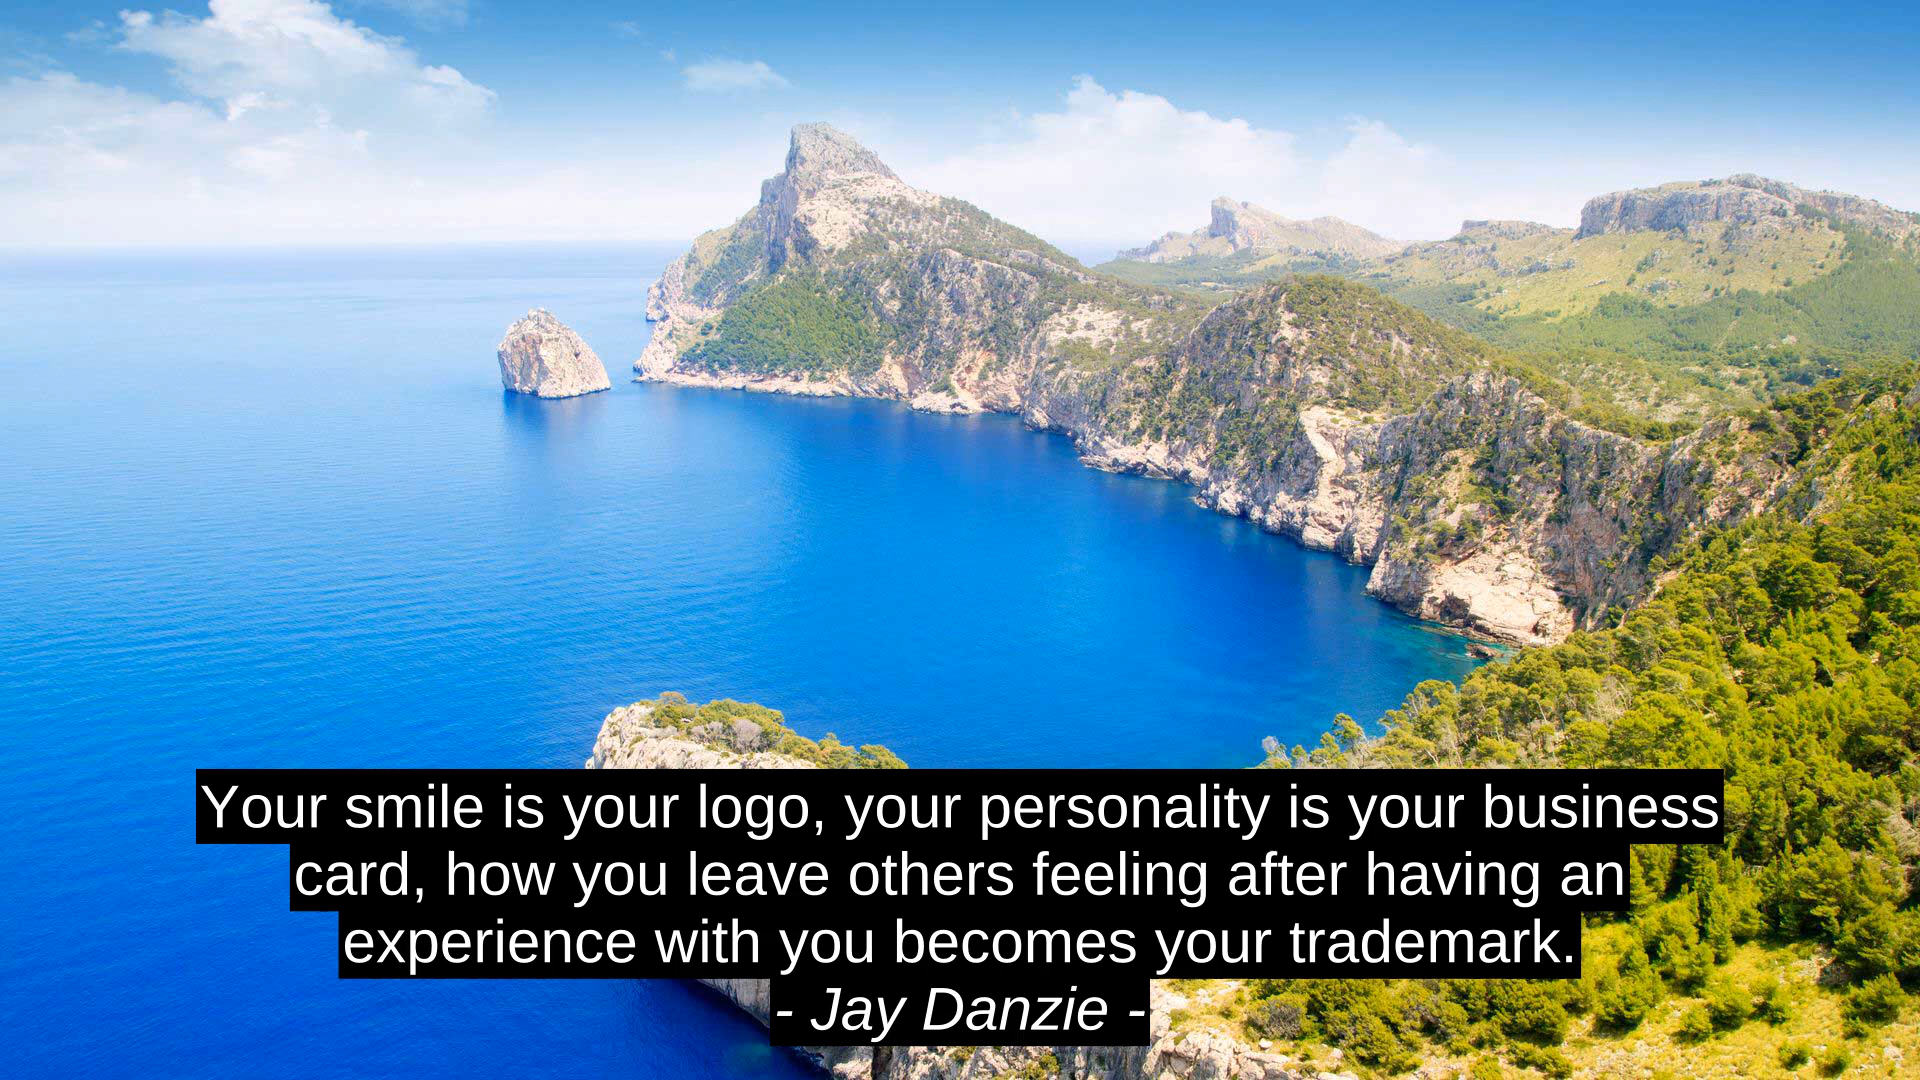 Your smile is your logo, your personality is your business
card, how you leave others feeling after having an
experience with you becomes your trademark.
- Jay Danzie -